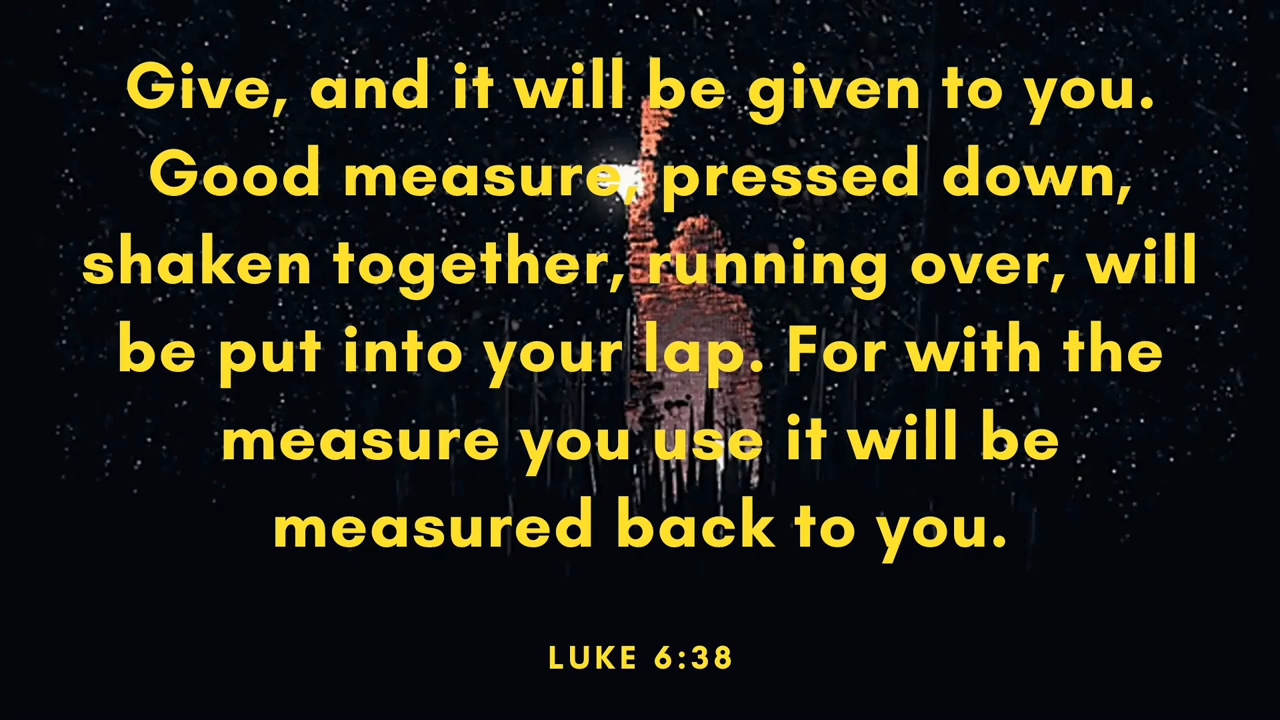 Give, and it will be given to you.
Good measure, pressed down,
shaken together, running over, will
be put into your lap. For with the
measure you use it will be
measured back to you.
LUKE 6:38